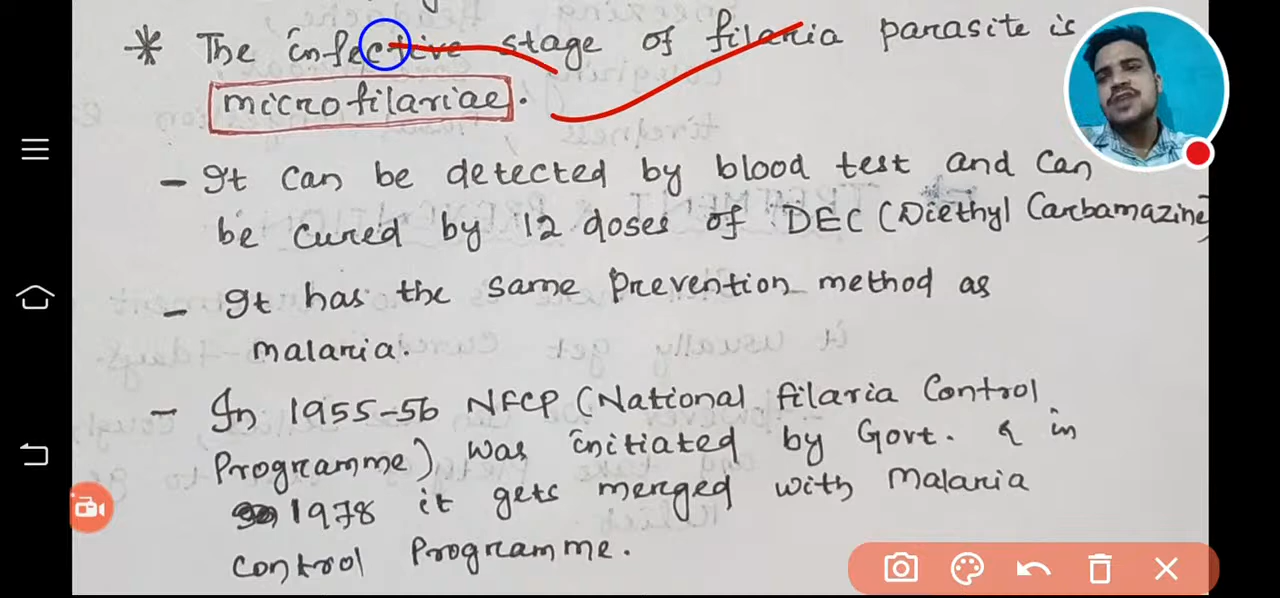 * The infective stage of filaria parasite is
microfilariae.
- It can be detected by blood test and can
be cured by 12 doses of DEC (Diethyl Carbamazine)
- It has the same prevention method as
malaria.
- In 1955-56 NFCP (National filaria Control
Programme) was initiated by Govt. & in
1978 it gets merged with Malaria
control Programme.